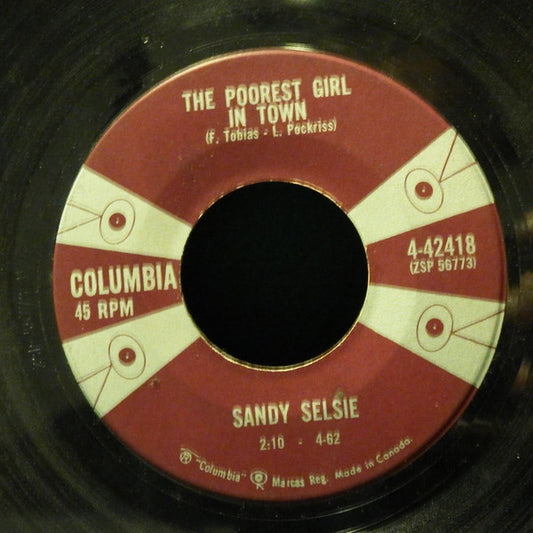 THE POOREST GIRL
IN TOWN
(F. Tobias - L. Pockriss)
4-42418
(ZSP 56773)
COLUMBIA
45 RPM
SANDY SELSIE
2:10 - 4-62
"Columbia" Marcas Reg. Made in Canada.